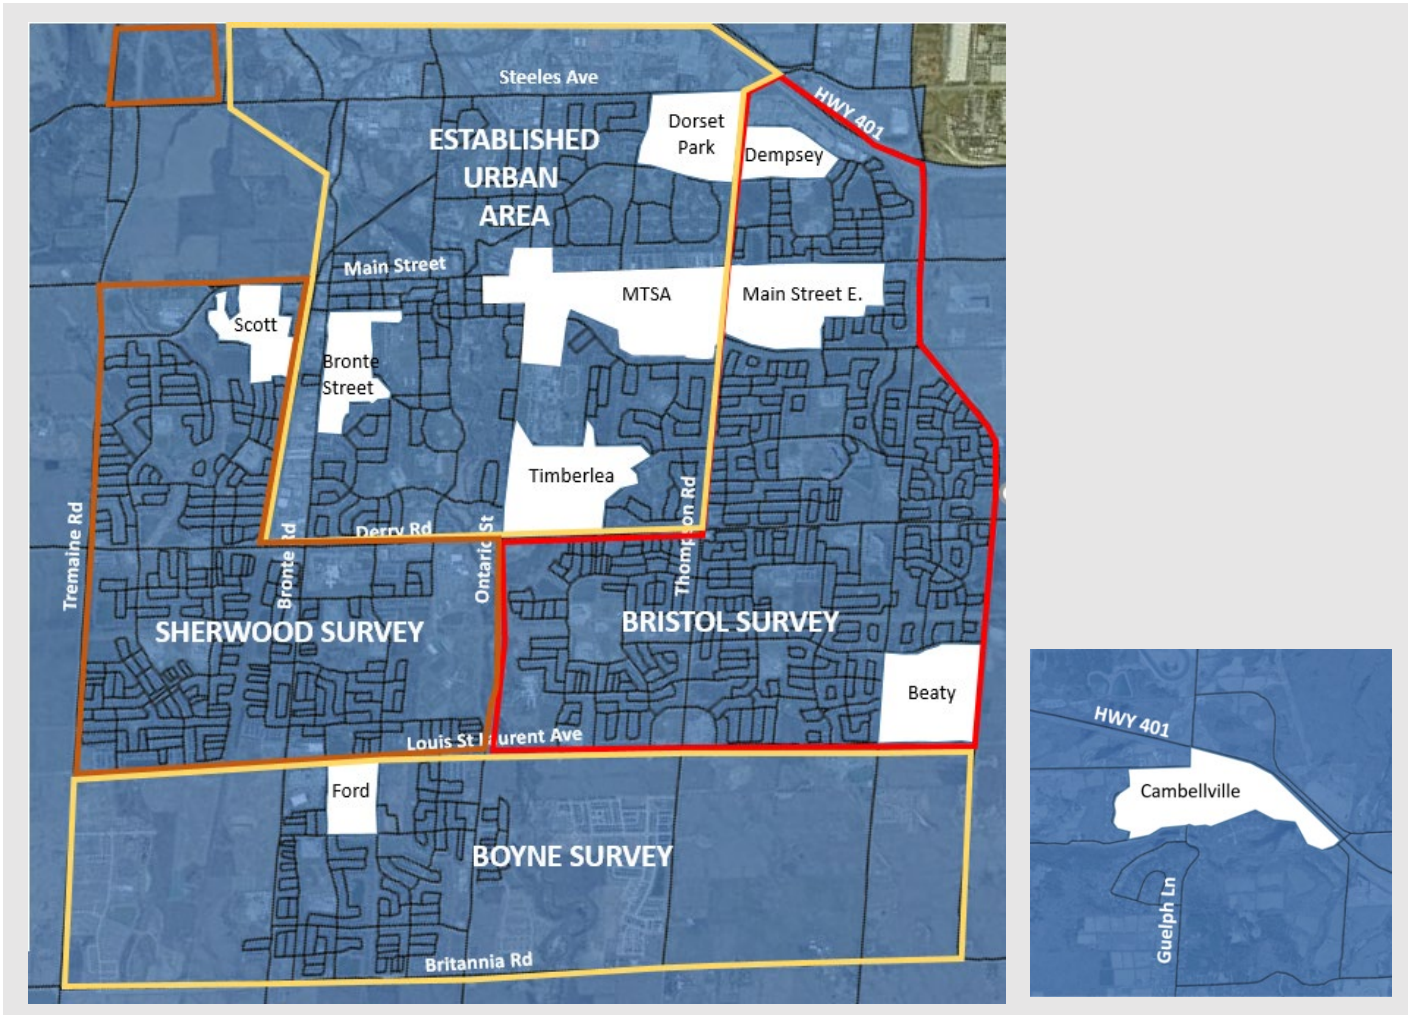 Steeles Ave
HWY 401
Dorset
Park
ESTABLISHED
URBAN
AREA
Dempsey
Main Street
MTSA
Main Street E.
Scott
Bronte
Street
Timberlea
Tremaine Rd
Derry Rd
Bronte Rd
Ontario St
Thompson Rd
SHERWOOD SURVEY
BRISTOL SURVEY
Beaty
Louis St Laurent Ave
Ford
BOYNE SURVEY
Britannia Rd
HWY 401
Cambellville
Guelph Ln